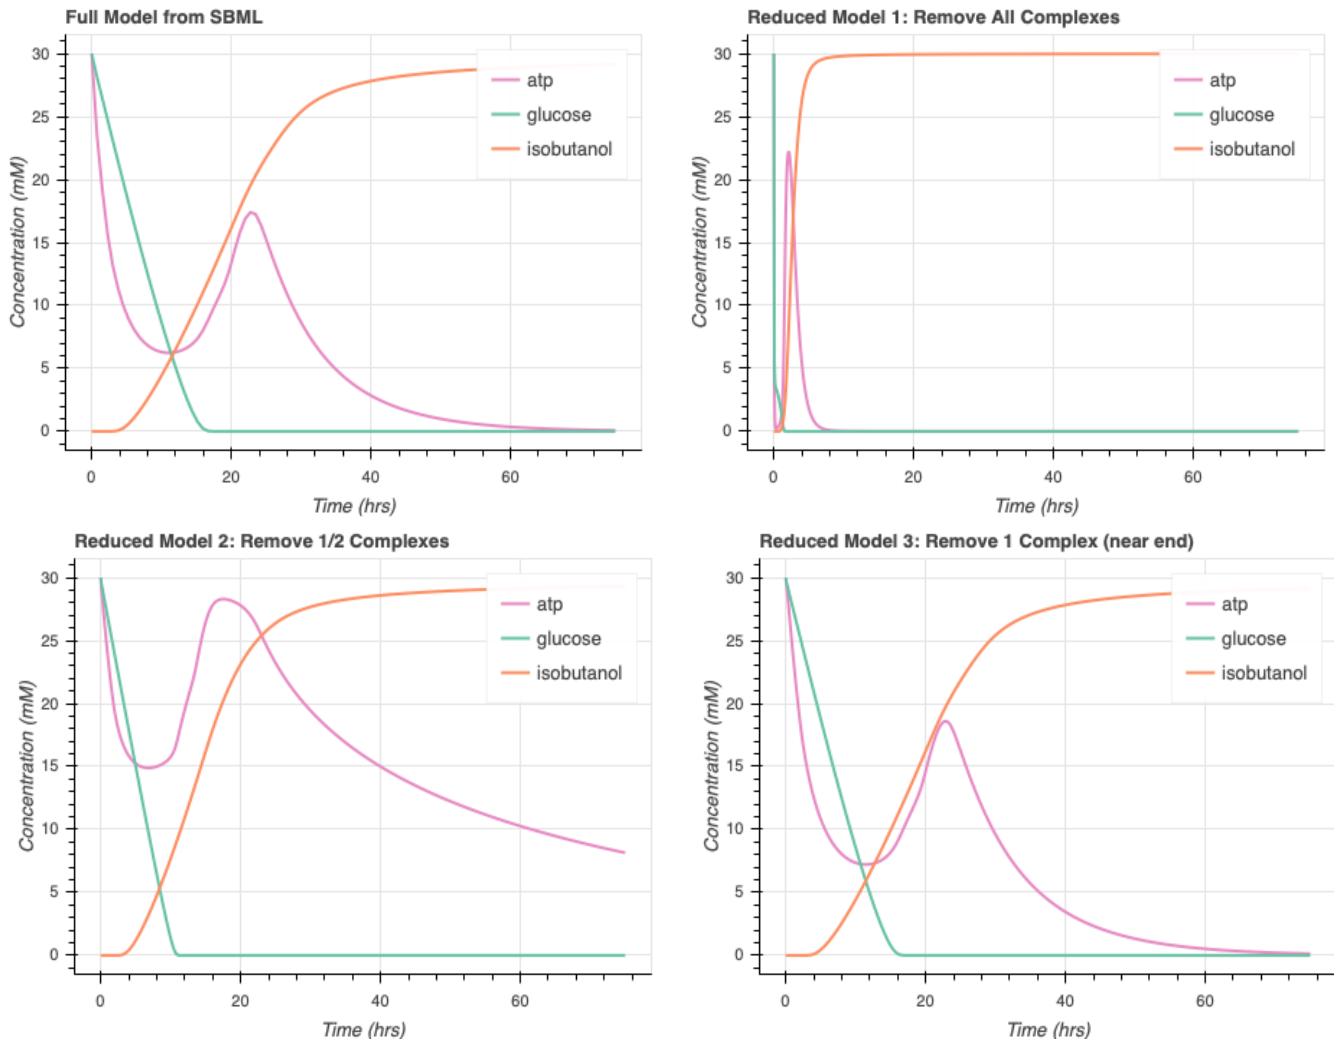 Full Model from SBML
30
25
20
15
10
5
0
Concentration (mM)
atp
glucose
isobutanol
0
20
40
60
Time (hrs)
Reduced Model 1: Remove All Complexes
30
25
20
15
10
5
0
Concentration (mM)
atp
glucose
isobutanol
0
20
40
60
Time (hrs)
Reduced Model 2: Remove 1/2 Complexes
30
25
20
15
10
5
0
Concentration (mM)
atp
glucose
isobutanol
0
20
40
60
Time (hrs)
Reduced Model 3: Remove 1 Complex (near end)
30
25
20
15
10
5
0
Concentration (mM)
atp
glucose
isobutanol
0
20
40
60
Time (hrs)